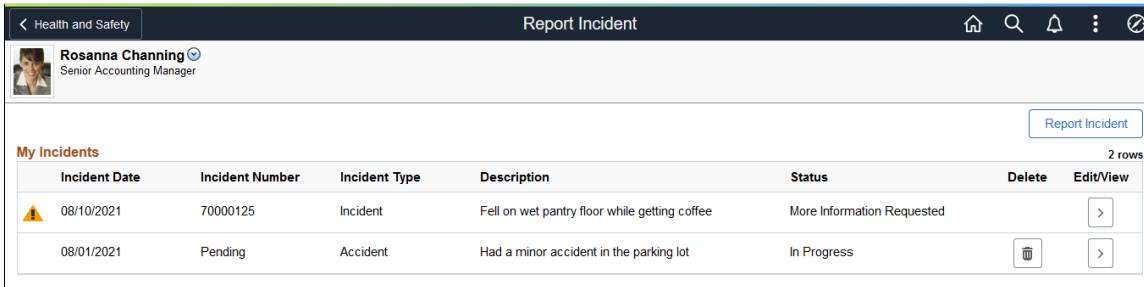 Health and Safety Report Incident
Rosanna Channing
Senior Accounting Manager
Report Incident
My Incidents 2 rows
Incident Date Incident Number Incident Type Description Status Delete Edit/View
08/10/2021 70000125 Incident Fell on wet pantry floor while getting coffee More Information Requested
08/01/2021 Pending Accident Had a minor accident in the parking lot In Progress